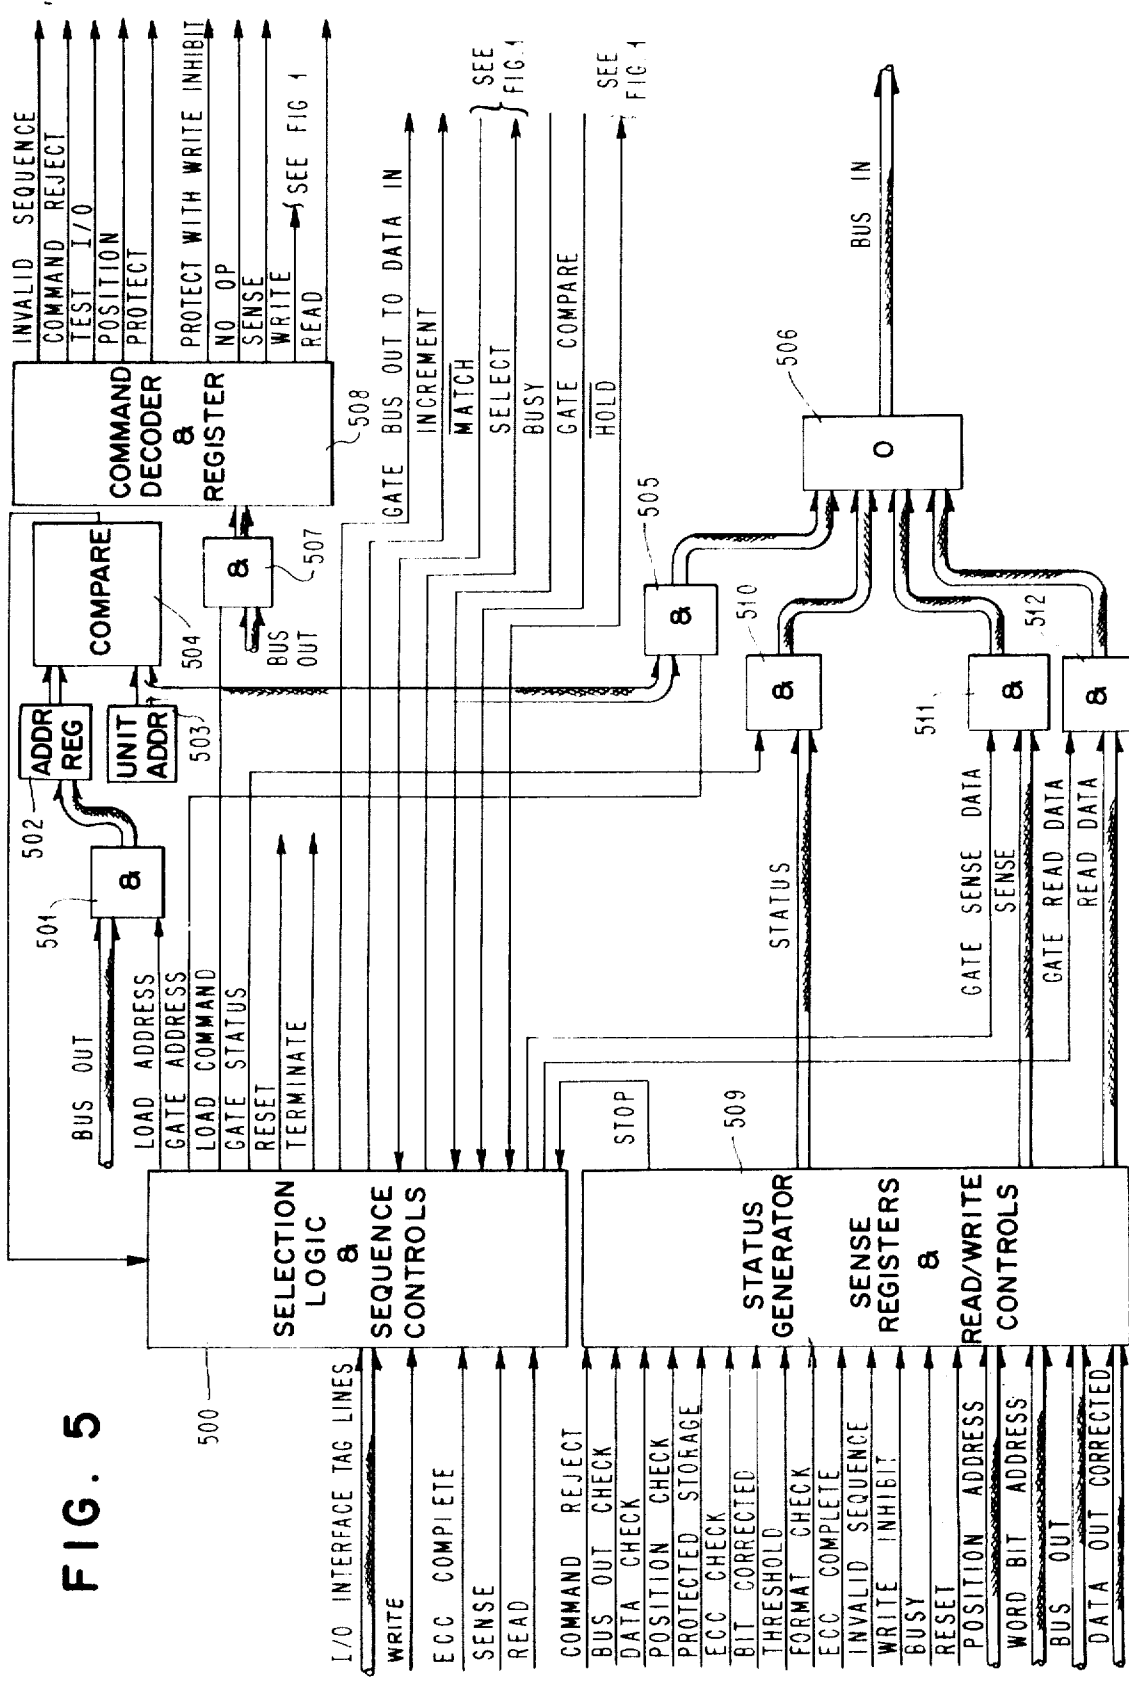 FIG. 5
I/O INTERFACE TAG LINES
WRITE
ECC COMPLETE
SENSE
READ
500
SELECTION
LOGIC
&
SEQUENCE
CONTROLS
BUS OUT
LOAD ADDRESS
GATE ADDRESS
LOAD COMMAND
GATE STATUS
RESET
TERMINATE
501
&
502
ADDR
REG
UNIT
ADDR
503
COMPARE
504
&
507
BUS
OUT
COMMAND
DECODER
&
REGISTER
508
INVALID SEQUENCE
COMMAND REJECT
TEST I/O
POSITION
PROTECT
PROTECT WITH WRITE INHIBIT
NO OP
SENSE
WRITE
SEE FIG 1
READ
GATE BUS OUT TO DATA IN
INCREMENT
MATCH
SELECT
BUSY
GATE COMPARE
HOLD
SEE
FIG.1
SEE
FIG.1
COMMAND REJECT
BUS OUT CHECK
DATA CHECK
POSITION CHECK
PROTECTED STORAGE
ECC CHECK
BIT CORRECTED
THRESHOLD
FORMAT CHECK
ECC COMPLETE
INVALID SEQUENCE
WRITE INHIBIT
BUSY
RESET
POSITION ADDRESS
WORD BIT ADDRESS
BUS OUT
DATA OUT CORRECTED
STATUS
GENERATOR
SENSE
REGISTERS
&
READ/WRITE
CONTROLS
509
STOP
STATUS
GATE SENSE DATA
SENSE
GATE READ DATA
READ DATA
&
505
&
510
&
511
&
512
O
506
BUS IN